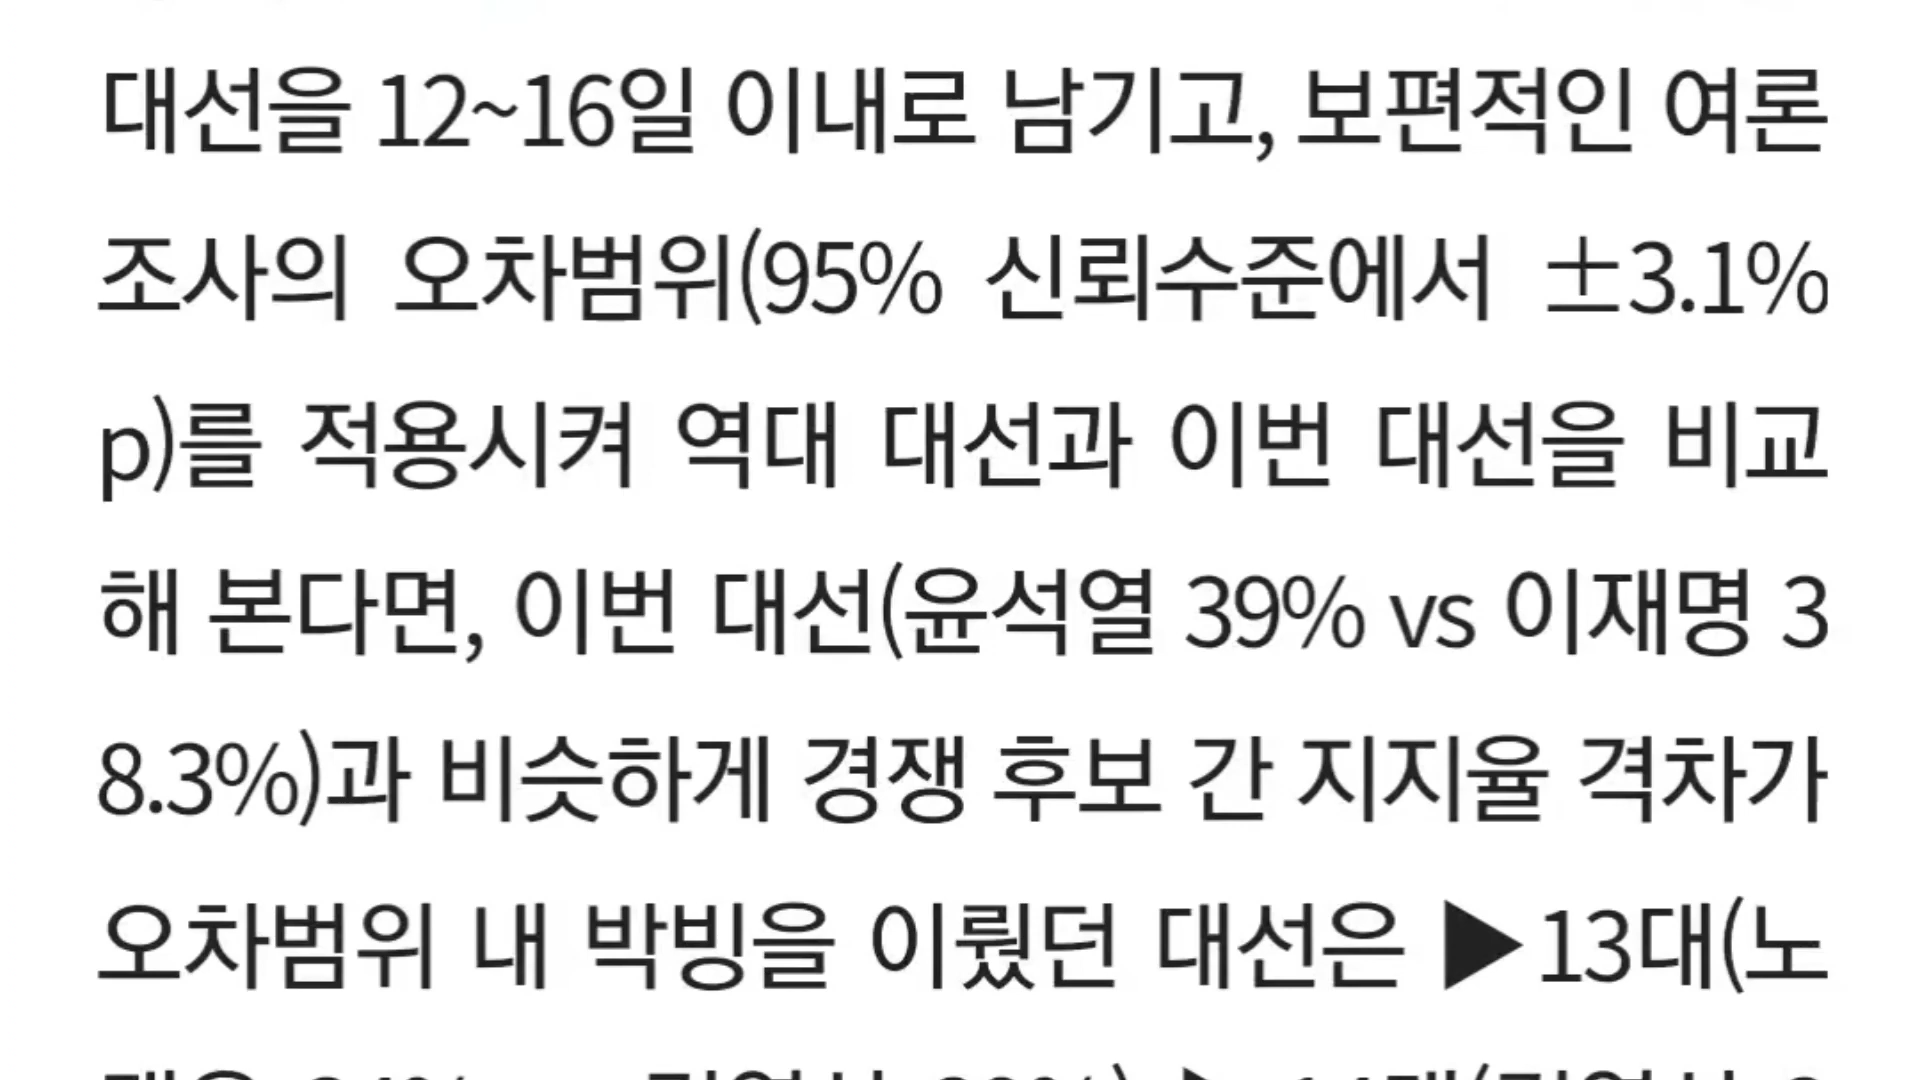 대선을 12~16일 이내로 남기고, 보편적인 여론
조사의 오차범위(95% 신뢰수준에서 ±3.1%
p)를 적용시켜 역대 대선과 이번 대선을 비교
해 본다면, 이번 대선(윤석열 39% vs 이재명 3
8.3%)과 비슷하게 경쟁 후보 간 지지율 격차가
오차범위 내 박빙을 이뤘던 대선은 ▶13대(노